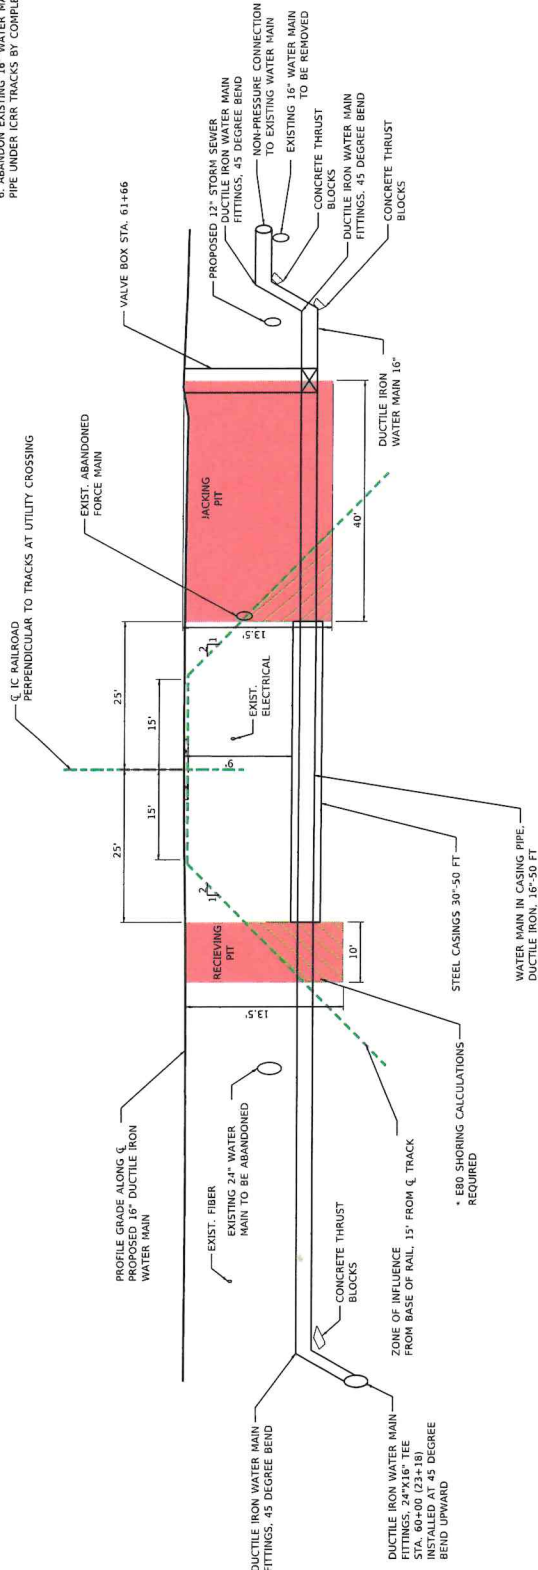 6. ABANDON EXISTING 16" WATER MA
PIPE UNDER ICRR TRACKS BY COMPLE
℄ IC RAILROAD
PERPENDICULAR TO TRACKS AT UTILITY CROSSING
VALVE BOX STA. 61+66
EXIST. ABANDONED
FORCE MAIN
PROPOSED 12" STORM SEWER
DUCTILE IRON WATER MAIN
FITTINGS, 45 DEGREE BEND
NON-PRESSURE CONNECTION
TO EXISTING WATER MAIN
EXISTING 16" WATER MAIN
TO BE REMOVED
CONCRETE THRUST
BLOCKS
DUCTILE IRON WATER MAIN
FITTINGS, 45 DEGREE BEND
CONCRETE THRUST
BLOCKS
PROFILE GRADE ALONG ℄
PROPOSED 16" DUCTILE IRON
WATER MAIN
25'
25'
15'
15'
2
1
2
1
JACKING
PIT
RECIEVING
PIT
13.5'
13.5'
9'
EXIST.
ELECTRICAL
40'
10'
DUCTILE IRON
WATER MAIN 16"
EXIST. FIBER
EXISTING 24" WATER
MAIN TO BE ABANDONED
CONCRETE THRUST
BLOCKS
ZONE OF INFLUENCE
FROM BASE OF RAIL, 15' FROM ℄ TRACK
* E80 SHORING CALCULATIONS
REQUIRED
STEEL CASINGS 30"-50 FT
WATER MAIN IN CASING PIPE,
DUCTILE IRON, 16"-50 FT
DUCTILE IRON WATER MAIN
FITTINGS, 45 DEGREE BEND
DUCTILE IRON WATER MAIN
FITTINGS, 24"X16" TEE
STA. 60+00 (23+18)
INSTALLED AT 45 DEGREE
BEND UPWARD